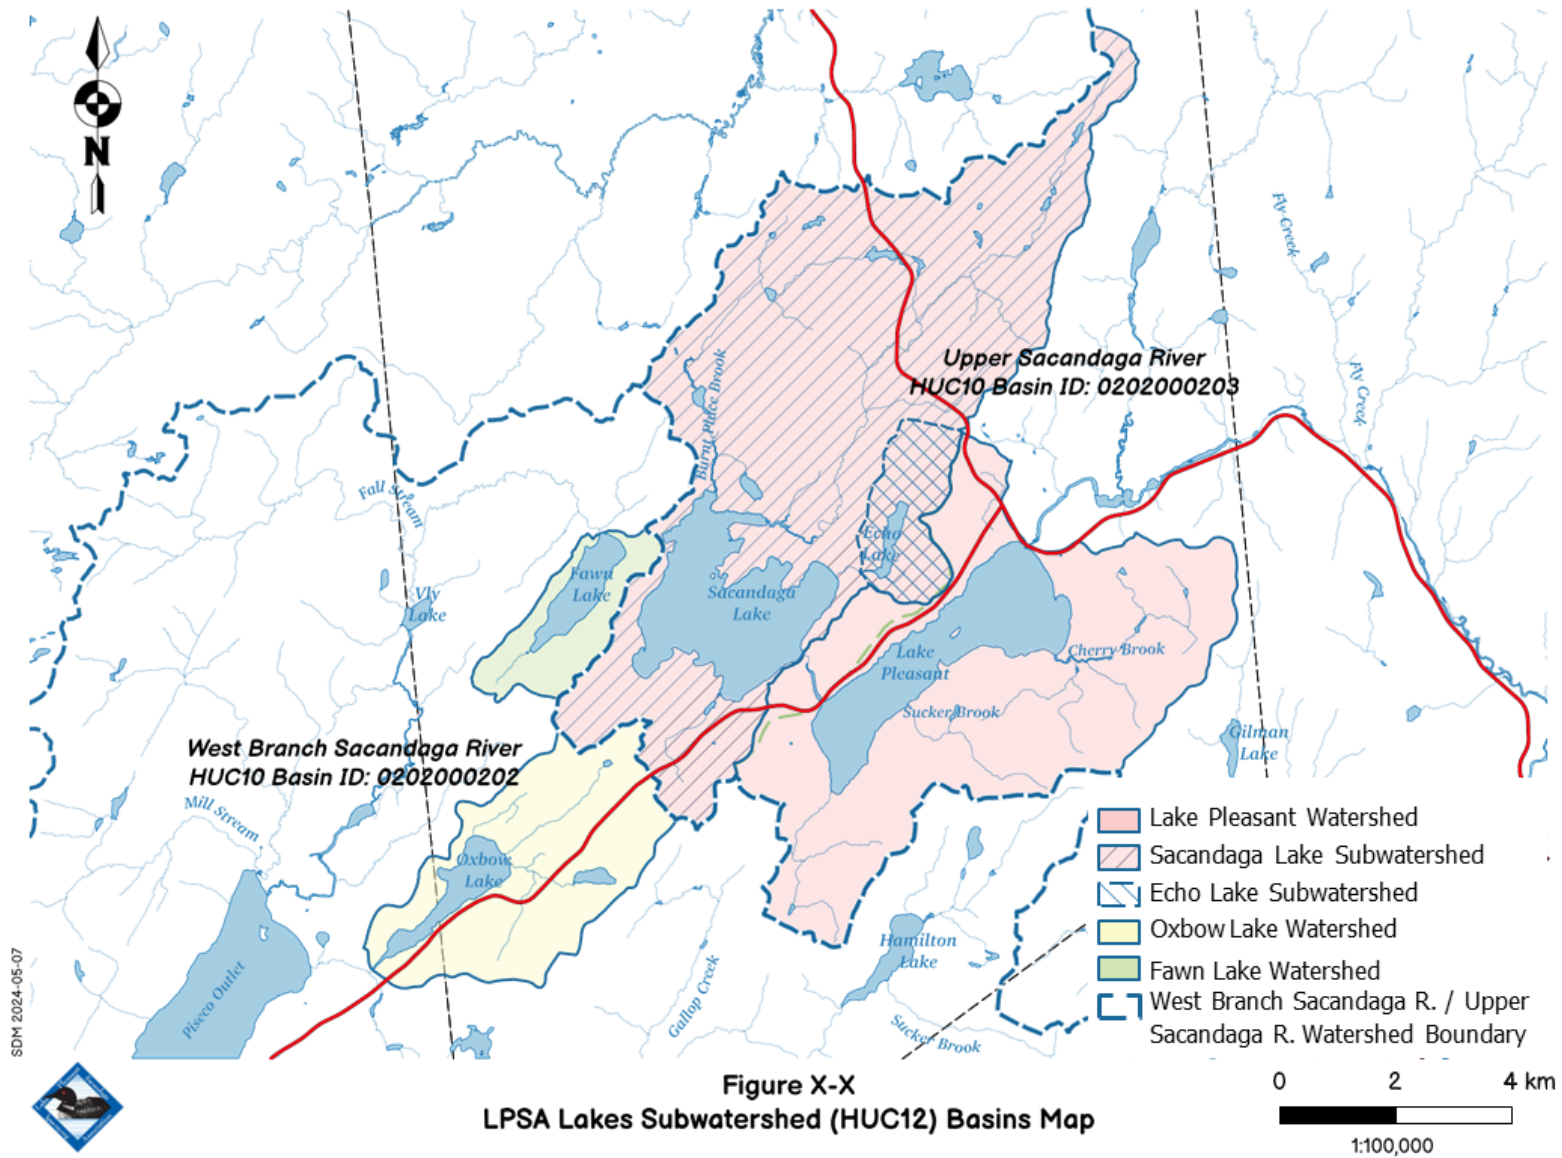 N
Fly Creek
Upper Sacandaga River
HUC10 Basin ID: 0202000203
Fly Creek
Burnt Place Brook
Fall Stream
Echo
Lake
Fawn
Lake
Vly
Lake
Sacandaga
Lake
Lake
Pleasant
Cherry Brook
Sucker Brook
Gilman
Lake
West Branch Sacandaga River
HUC10 Basin ID: 0202000202
Mill Stream
Oxbow
Lake
Hamilton
Lake
Piseco Outlet
Gallop Creek
Sucker Brook
Lake Pleasant Watershed
Sacandaga Lake Subwatershed
Echo Lake Subwatershed
Oxbow Lake Watershed
Fawn Lake Watershed
West Branch Sacandaga R. / Upper
Sacandaga R. Watershed Boundary
SDM 2024-05-07
Figure X-X
LPSA Lakes Subwatershed (HUC12) Basins Map
0 2 4 km
1:100,000